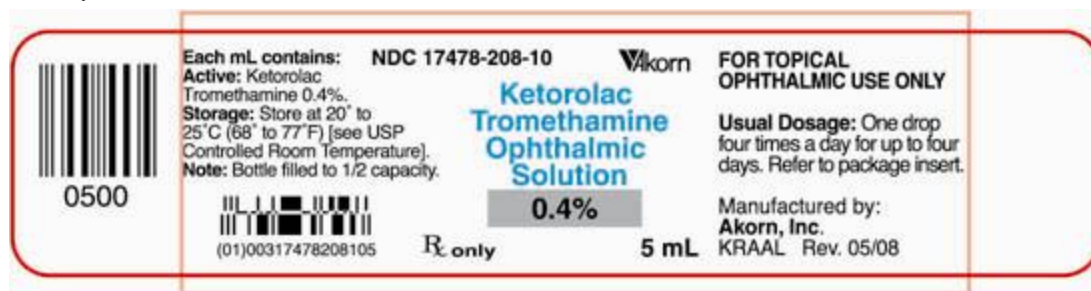 0500
Each mL contains:
Active: Ketorolac
Tromethamine 0.4%.
Storage: Store at 20˚ to
25˚C (68˚ to 77˚F) [see USP
Controlled Room Temperature].
Note: Bottle filled to 1/2 capacity.
(01)00317478208105
NDC 17478-208-10
Akorn
Ketorolac
Tromethamine
Ophthalmic
Solution
0.4%
Rx only
5 mL
FOR TOPICAL
OPHTHALMIC USE ONLY
Usual Dosage: One drop
four times a day for up to four
days. Refer to package insert.
Manufactured by:
Akorn, Inc.
KRAAL Rev. 05/08